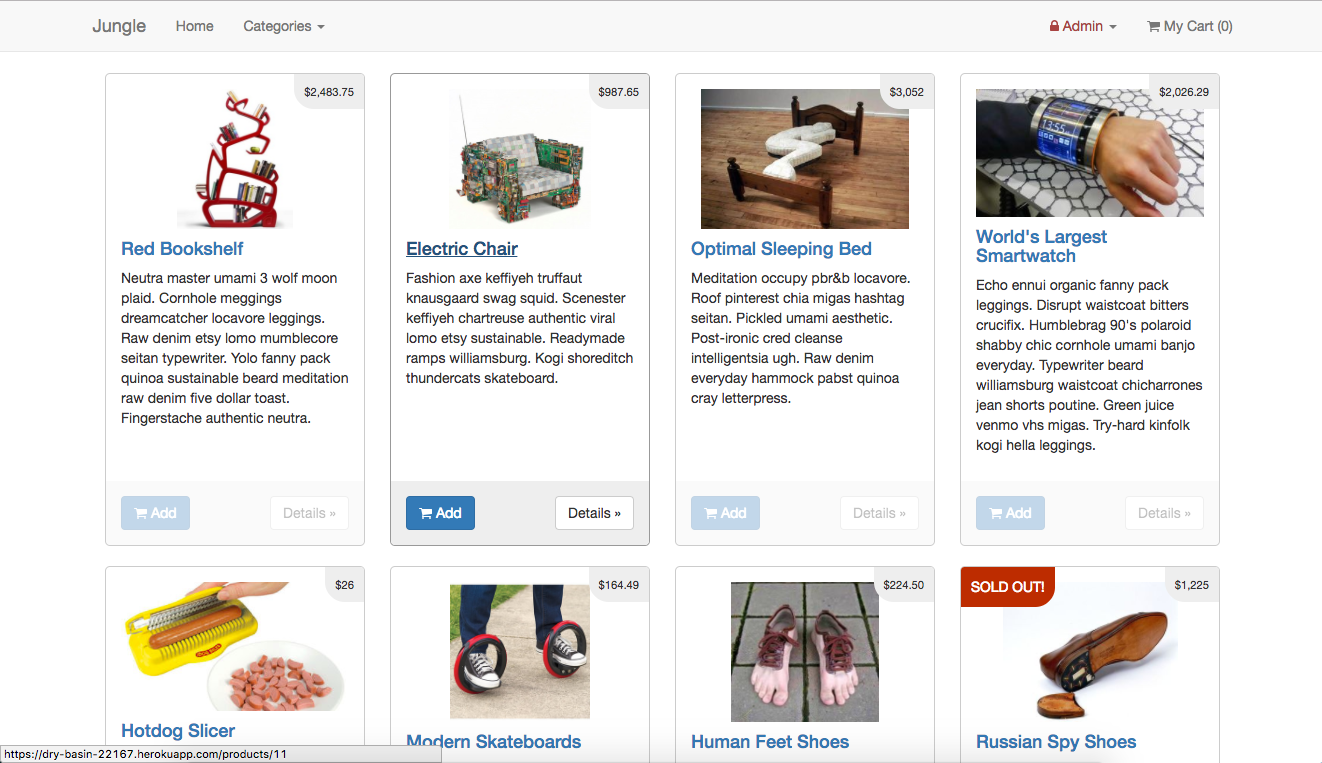 Jungle Home Categories Admin My Cart (0)
$2,483.75
Red Bookshelf
Neutra master umami 3 wolf moon
plaid. Cornhole meggings
dreamcatcher locavore leggings.
Raw denim etsy lomo mumblecore
seitan typewriter. Yolo fanny pack
quinoa sustainable beard meditation
raw denim five dollar toast.
Fingerstache authentic neutra.
Add Details »
$987.65
Electric Chair
Fashion axe keffiyeh truffaut
knausgaard swag squid. Scenester
keffiyeh chartreuse authentic viral
lomo etsy sustainable. Readymade
ramps williamsburg. Kogi shoreditch
thundercats skateboard.
Add Details »
$3,052
Optimal Sleeping Bed
Meditation occupy pbr&b locavore.
Roof pinterest chia migas hashtag
seitan. Pickled umami aesthetic.
Post-ironic cred cleanse
intelligentsia ugh. Raw denim
everyday hammock pabst quinoa
cray letterpress.
Add Details »
$2,026.29
13:55
World's Largest
Smartwatch
Echo ennui organic fanny pack
leggings. Disrupt waistcoat bitters
crucifix. Humblebrag 90's polaroid
shabby chic cornhole umami banjo
everyday. Typewriter beard
williamsburg waistcoat chicharrones
jean shorts poutine. Green juice
venmo vhs migas. Try-hard kinfolk
kogi hella leggings.
Add Details »
$26
Hotdog Slicer
$164.49
Modern Skateboards
$224.50
Human Feet Shoes
SOLD OUT!
$1,225
Russian Spy Shoes
https://dry-basin-22167.herokuapp.com/products/11